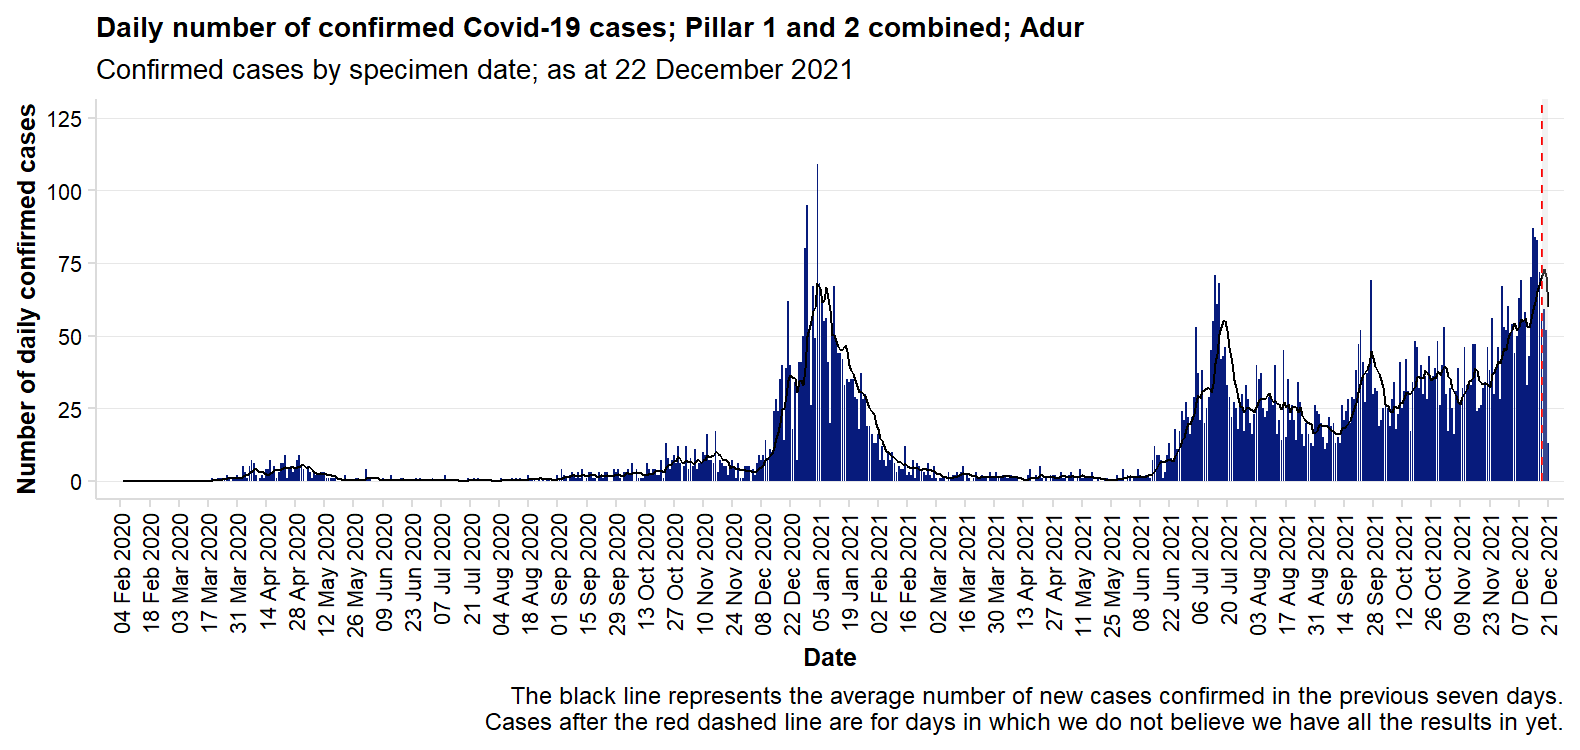 Daily number of confirmed Covid-19 cases; Pillar 1 and 2 combined; Adur
Confirmed cases by specimen date; as at 22 December 2021
Number of daily confirmed cases
125
100
75
50
25
0
04 Feb 2020
18 Feb 2020
03 Mar 2020
17 Mar 2020
31 Mar 2020
14 Apr 2020
28 Apr 2020
12 May 2020
26 May 2020
09 Jun 2020
23 Jun 2020
07 Jul 2020
21 Jul 2020
04 Aug 2020
18 Aug 2020
01 Sep 2020
15 Sep 2020
29 Sep 2020
13 Oct 2020
27 Oct 2020
10 Nov 2020
24 Nov 2020
08 Dec 2020
22 Dec 2020
05 Jan 2021
19 Jan 2021
02 Feb 2021
16 Feb 2021
02 Mar 2021
16 Mar 2021
30 Mar 2021
13 Apr 2021
27 Apr 2021
11 May 2021
25 May 2021
08 Jun 2021
22 Jun 2021
06 Jul 2021
20 Jul 2021
03 Aug 2021
17 Aug 2021
31 Aug 2021
14 Sep 2021
28 Sep 2021
12 Oct 2021
26 Oct 2021
09 Nov 2021
23 Nov 2021
07 Dec 2021
21 Dec 2021
Date
The black line represents the average number of new cases confirmed in the previous seven days.
Cases after the red dashed line are for days in which we do not believe we have all the results in yet.